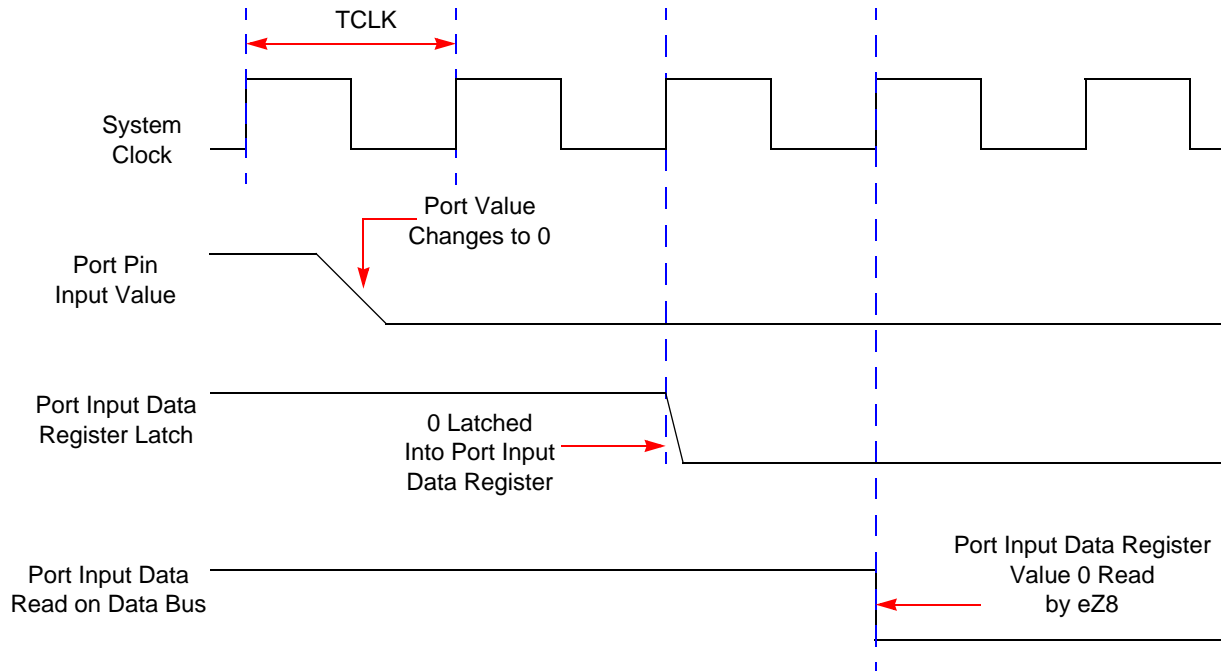 TCLK
System
Clock
Port Value
Changes to 0
Port Pin
Input Value
Port Input Data
Register Latch
0 Latched
Into Port Input
Data Register
Port Input Data Register
Value 0 Read
by eZ8
Port Input Data
Read on Data Bus